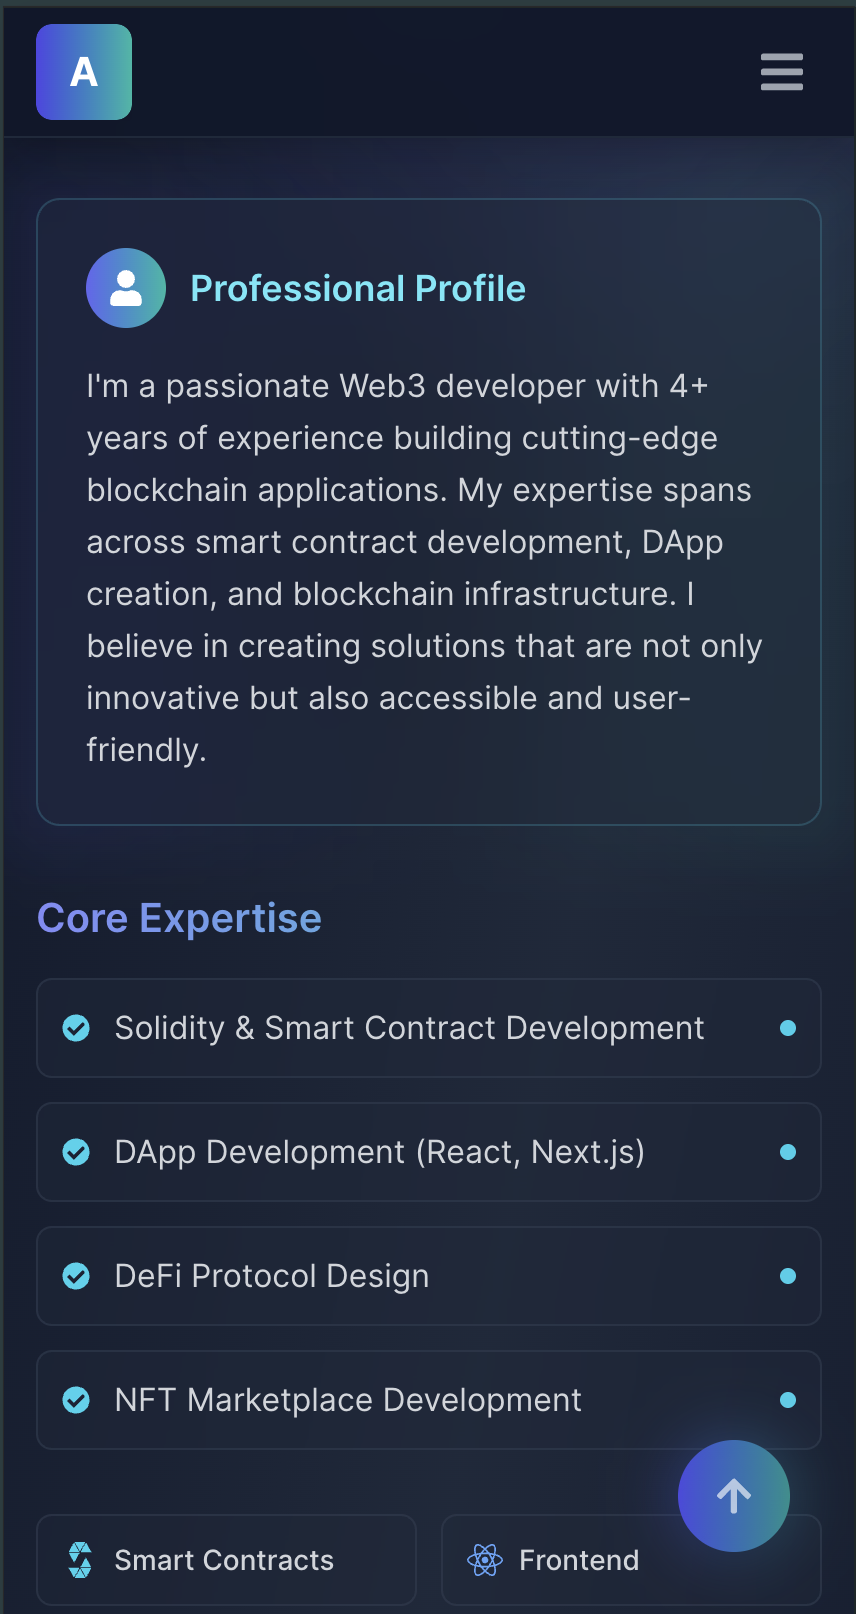 A
Professional Profile
I'm a passionate Web3 developer with 4+
years of experience building cutting-edge
blockchain applications. My expertise spans
across smart contract development, DApp
creation, and blockchain infrastructure. I
believe in creating solutions that are not only
innovative but also accessible and user-
friendly.
Core Expertise
Solidity & Smart Contract Development
DApp Development (React, Next.js)
DeFi Protocol Design
NFT Marketplace Development
Smart Contracts
Frontend